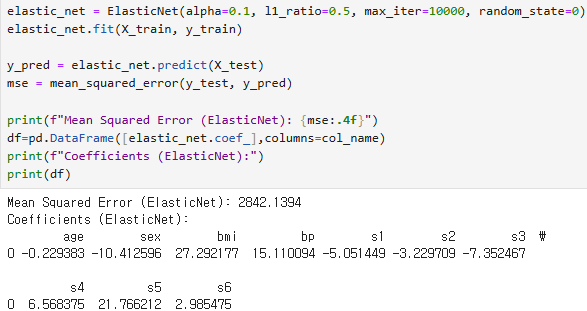 elastic_net = ElasticNet(alpha=0.1, l1_ratio=0.5, max_iter=10000, random_state=0)
elastic_net.fit(X_train, y_train)
y_pred = elastic_net.predict(X_test)
mse = mean_squared_error(y_test, y_pred)
print(f"Mean Squared Error (ElasticNet): {mse:.4f}")
df=pd.DataFrame([elastic_net.coef_],columns=col_name)
print(f"Coefficients (ElasticNet):")
print(df)
Mean Squared Error (ElasticNet): 2842.1394
Coefficients (ElasticNet):
age sex bmi bp s1 s2 s3 ₩
0 -0.229383 -10.412596 27.292177 15.110094 -5.051449 -3.229709 -7.352467
s4 s5 s6
0 6.568375 21.766212 2.985475